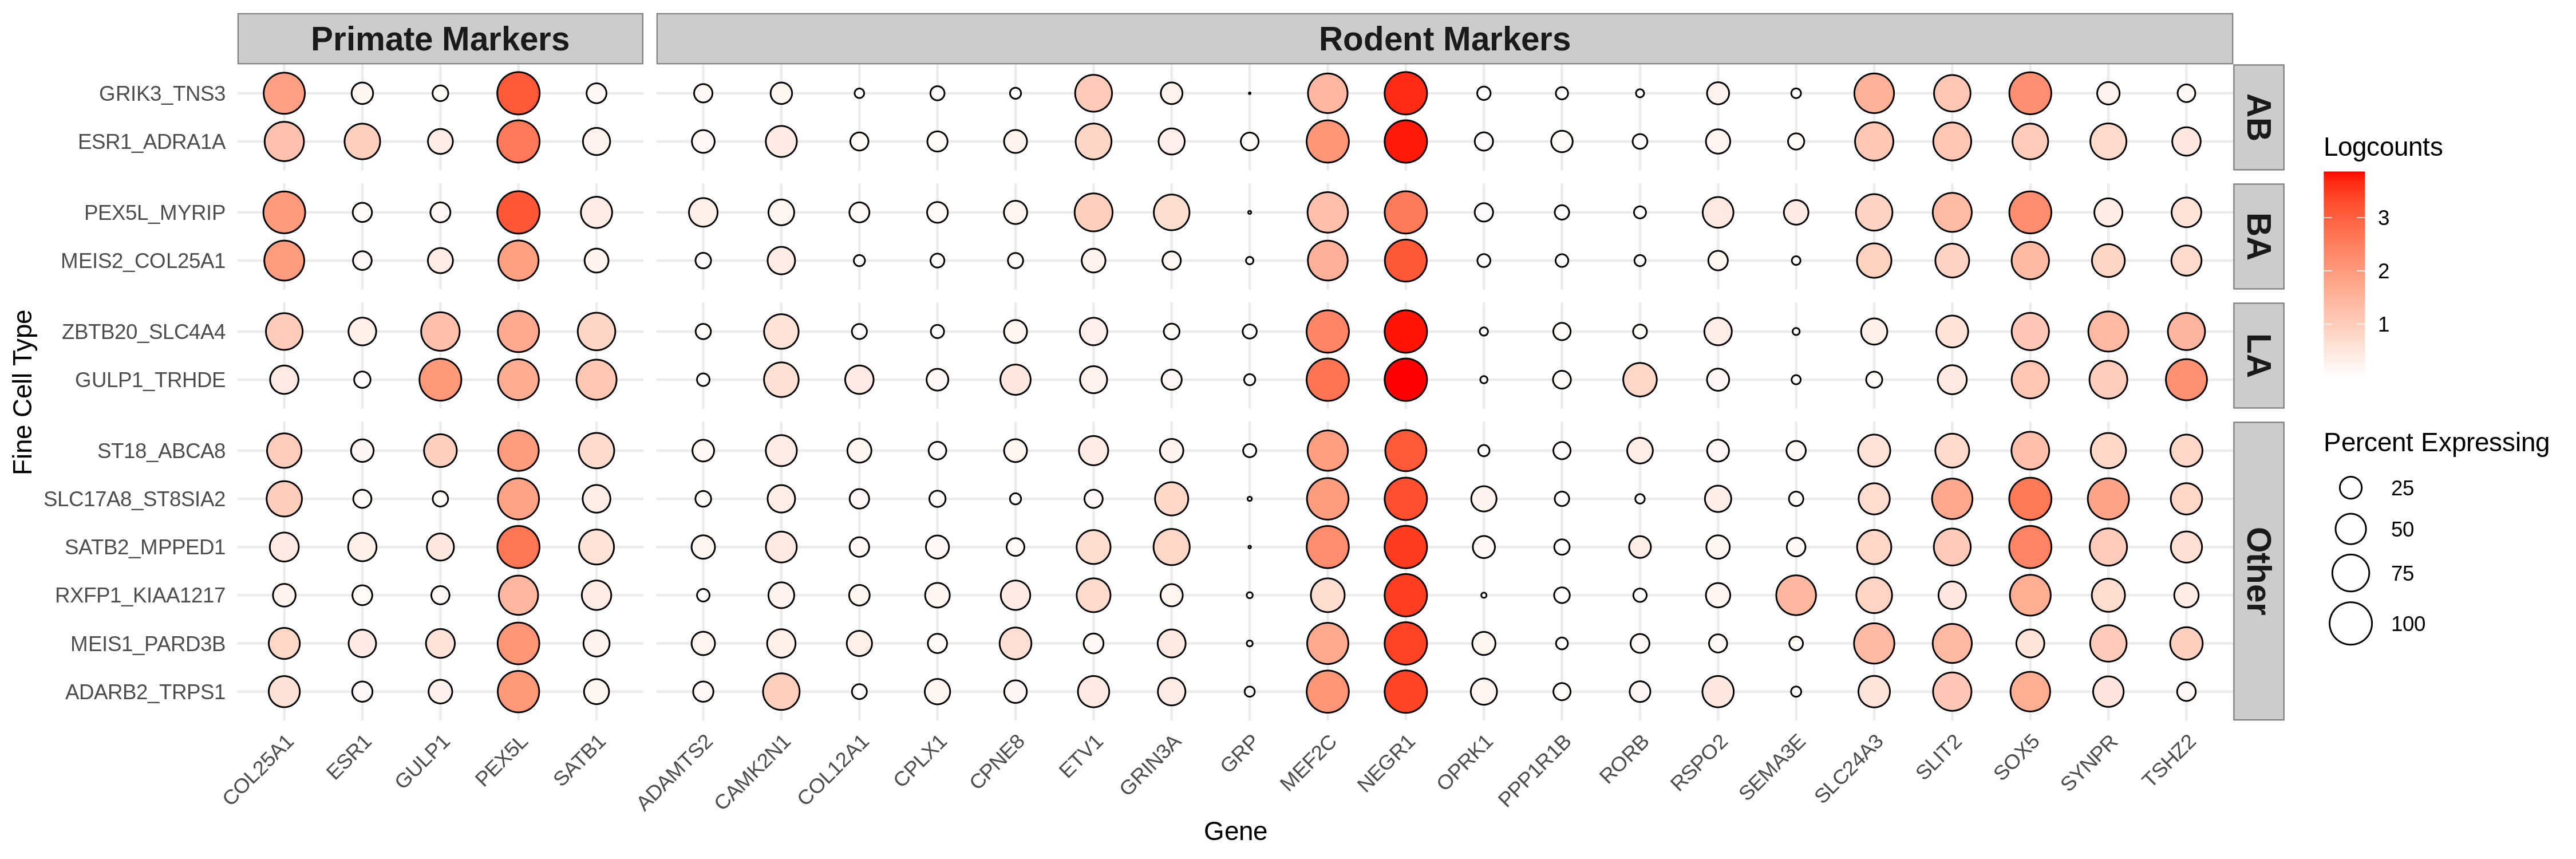 Primate Markers
Rodent Markers
GRIK3_TNS3
ESR1_ADRA1A
AB
PEX5L_MYRIP
MEIS2_COL25A1
BA
ZBTB20_SLC4A4
GULP1_TRHDE
LA
ST18_ABCA8
SLC17A8_ST8SIA2
SATB2_MPPED1
RXFP1_KIAA1217
MEIS1_PARD3B
ADARB2_TRPS1
Other
Fine Cell Type
COL25A1
ESR1
GULP1
PEX5L
SATB1
ADAMTS2
CAMK2N1
COL12A1
CPLX1
CPNE8
ETV1
GRIN3A
GRP
MEF2C
NEGR1
OPRK1
PPP1R1B
RORB
RSPO2
SEMA3E
SLC24A3
SLIT2
SOX5
SYNPR
TSHZ2
Gene
Logcounts
3
2
1
Percent Expressing
25
50
75
100